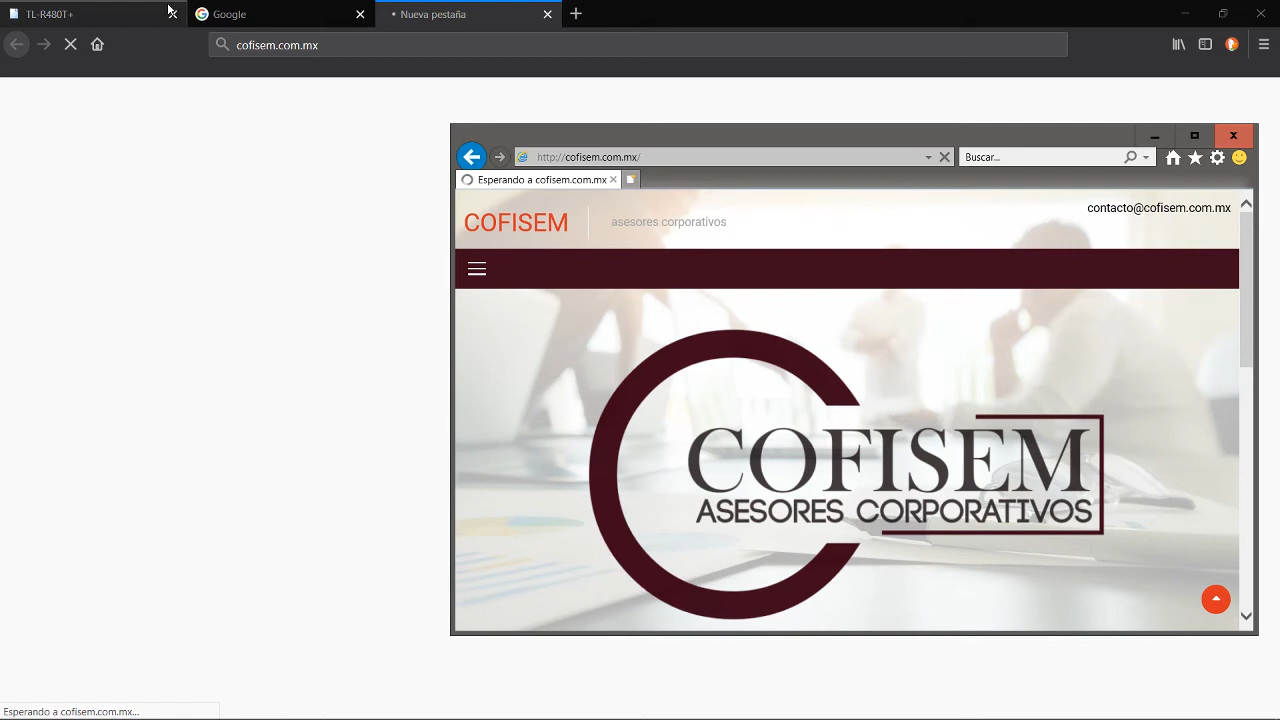 TL-R480T+
Google
Nueva pestaña
cofisem.com.mx
http://cofisem.com.mx/
Buscar...
Esperando a cofisem.com.mx
COFISEM
asesores corporativos
contacto@cofisem.com.mx
COFISEM
ASESORES CORPORATIVOS
Esperando a cofisem.com.mx...